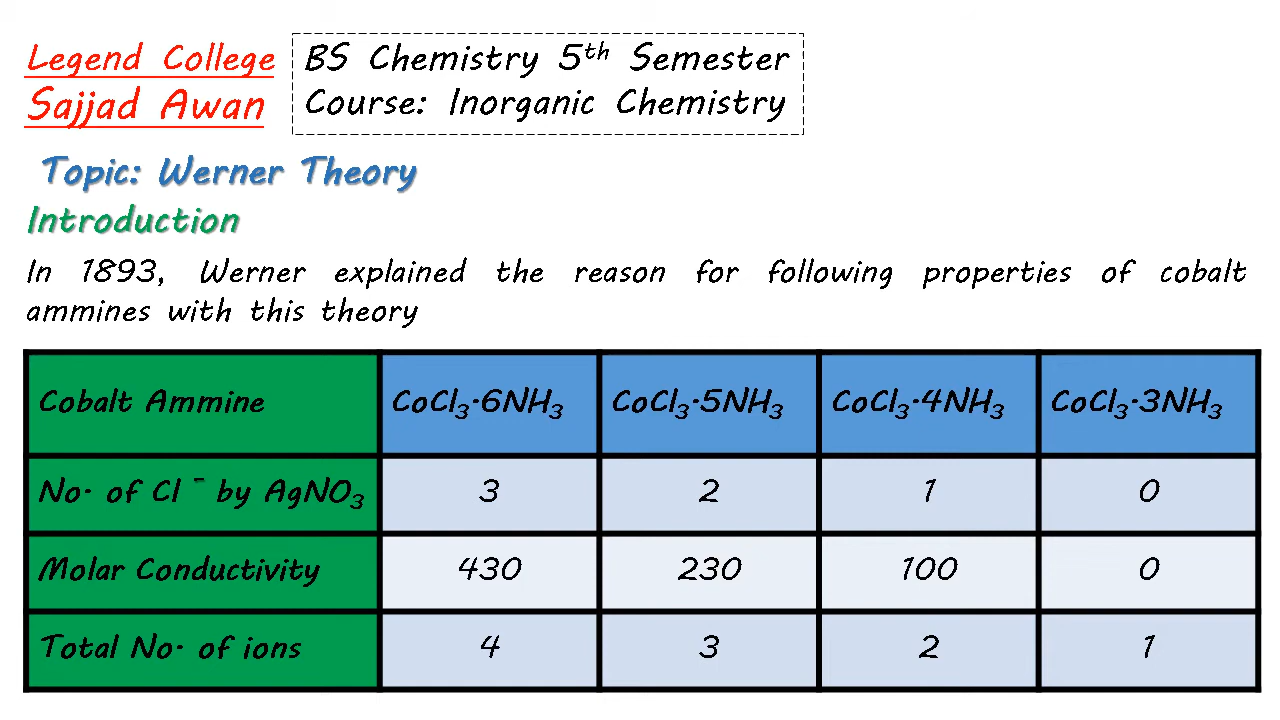 Legend College
Sajjad Awan
BS Chemistry 5th Semester
Course: Inorganic Chemistry
Topic: Werner Theory
Introduction
In 1893, Werner explained the reason for following properties of cobalt
ammines with this theory
Cobalt Ammine CoCl₃·6NH₃ CoCl₃·5NH₃ CoCl₃·4NH₃ CoCl₃·3NH₃
No. of Cl⁻ by AgNO₃ 3 2 1 0
Molar Conductivity 430 230 100 0
Total No. of ions 4 3 2 1